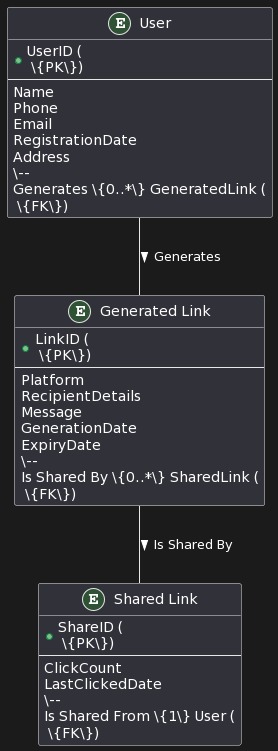 E User
UserID (
\{PK\})
Name
Phone
Email
RegistrationDate
Address
\--
Generates \{0..*\} GeneratedLink (
\{FK\})
Generates
E Generated Link
LinkID (
\{PK\})
Platform
RecipientDetails
Message
GenerationDate
ExpiryDate
\--
Is Shared By \{0..*\} SharedLink (
\{FK\})
Is Shared By
E Shared Link
ShareID (
\{PK\})
ClickCount
LastClickedDate
\--
Is Shared From \{1\} User (
\{FK\})